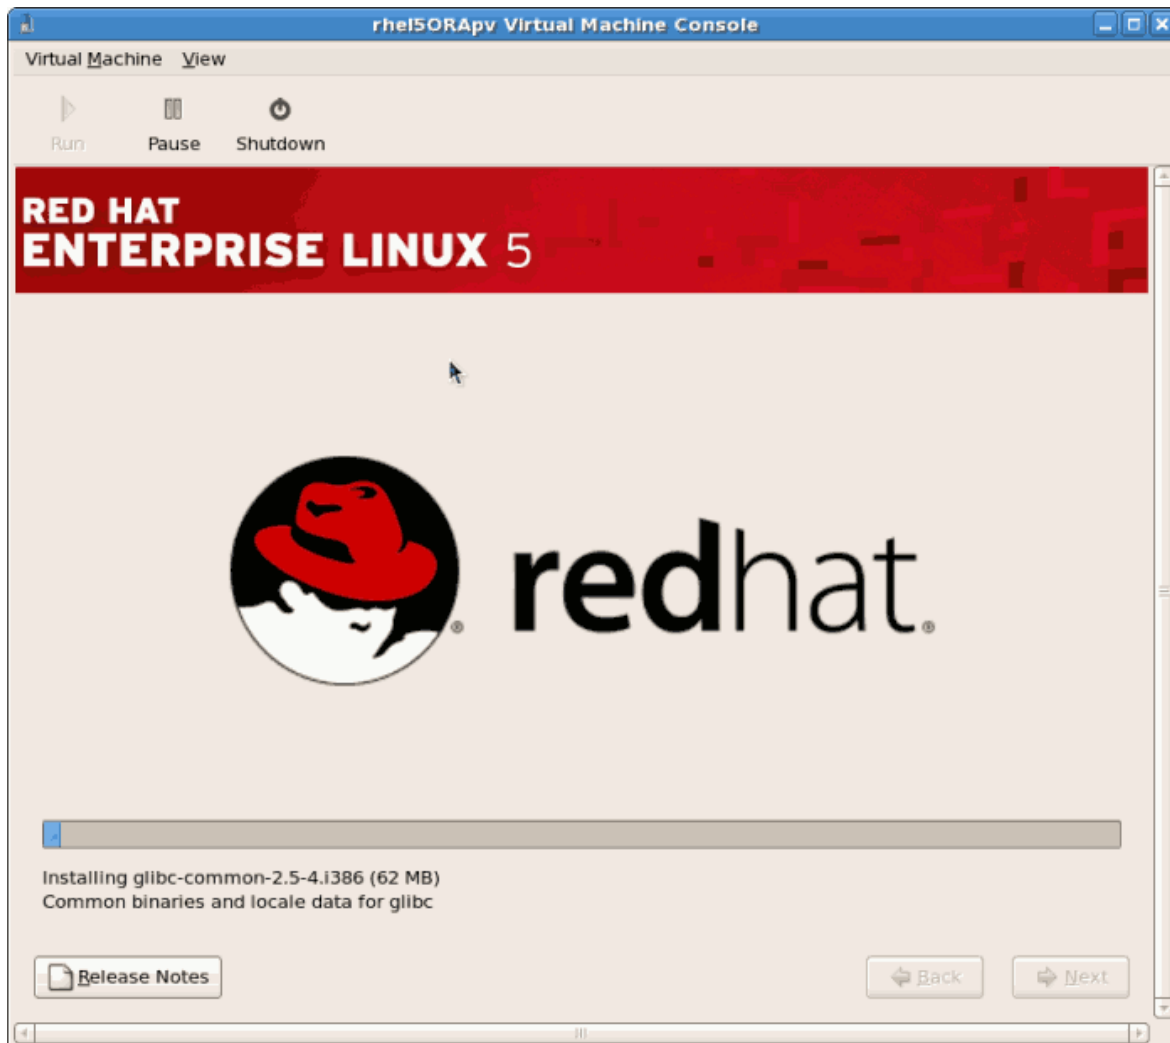 rhel5ORApv Virtual Machine Console
Virtual Machine View
Run Pause Shutdown
RED HAT
ENTERPRISE LINUX 5
redhat.
Installing glibc-common-2.5-4.i386 (62 MB)
Common binaries and locale data for glibc
Release Notes Back Next